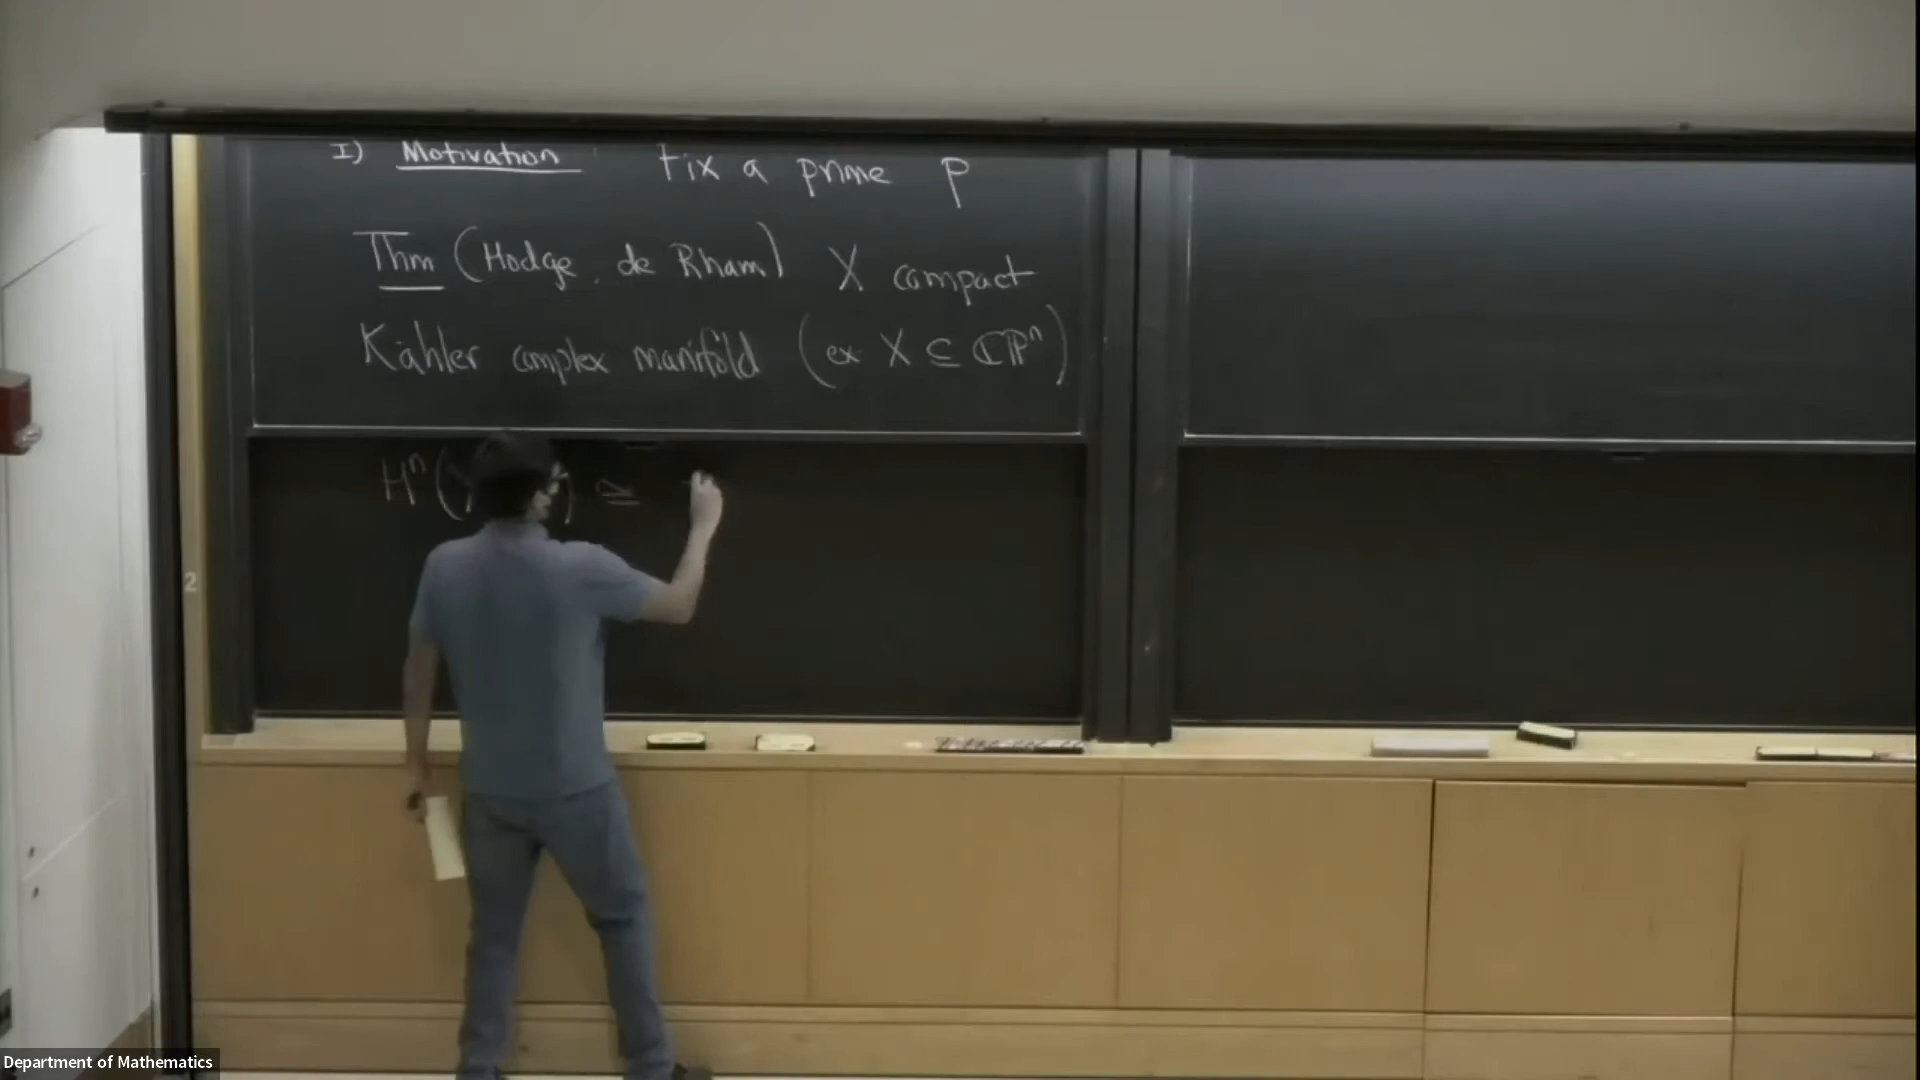 I) Motivation Fix a prime p
Thm (Hodge, de Rham) X compact
Kähler complex manifold (ex X ⊆ ℂℙⁿ)
Hⁿ( ) ≅
2
Department of Mathematics